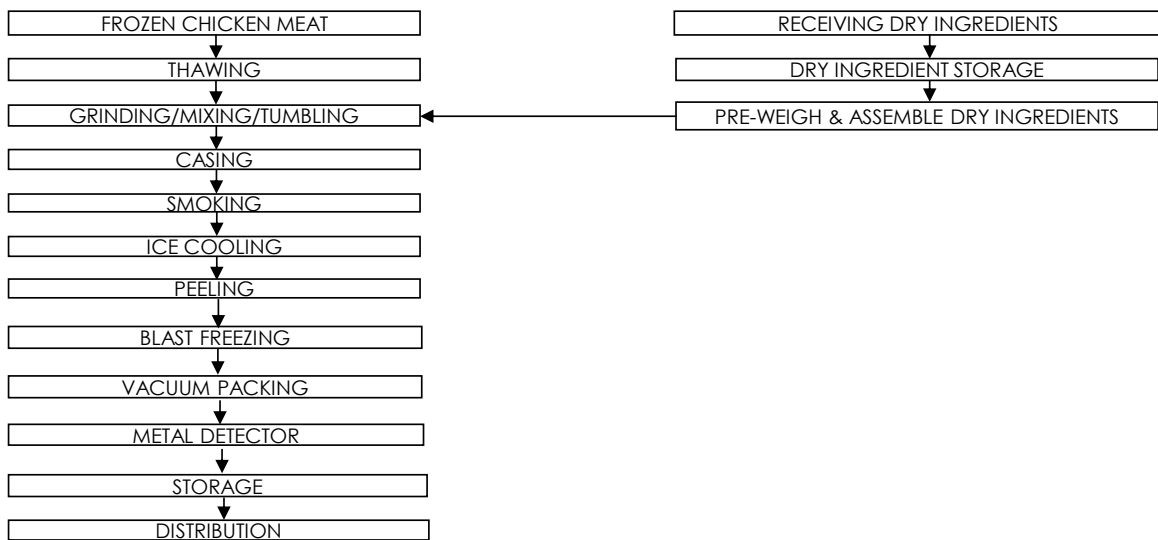 FROZEN CHICKEN MEAT
THAWING
GRINDING/MIXING/TUMBLING
CASING
SMOKING
ICE COOLING
PEELING
BLAST FREEZING
VACUUM PACKING
METAL DETECTOR
STORAGE
DISTRIBUTION
RECEIVING DRY INGREDIENTS
DRY INGREDIENT STORAGE
PRE-WEIGH & ASSEMBLE DRY INGREDIENTS